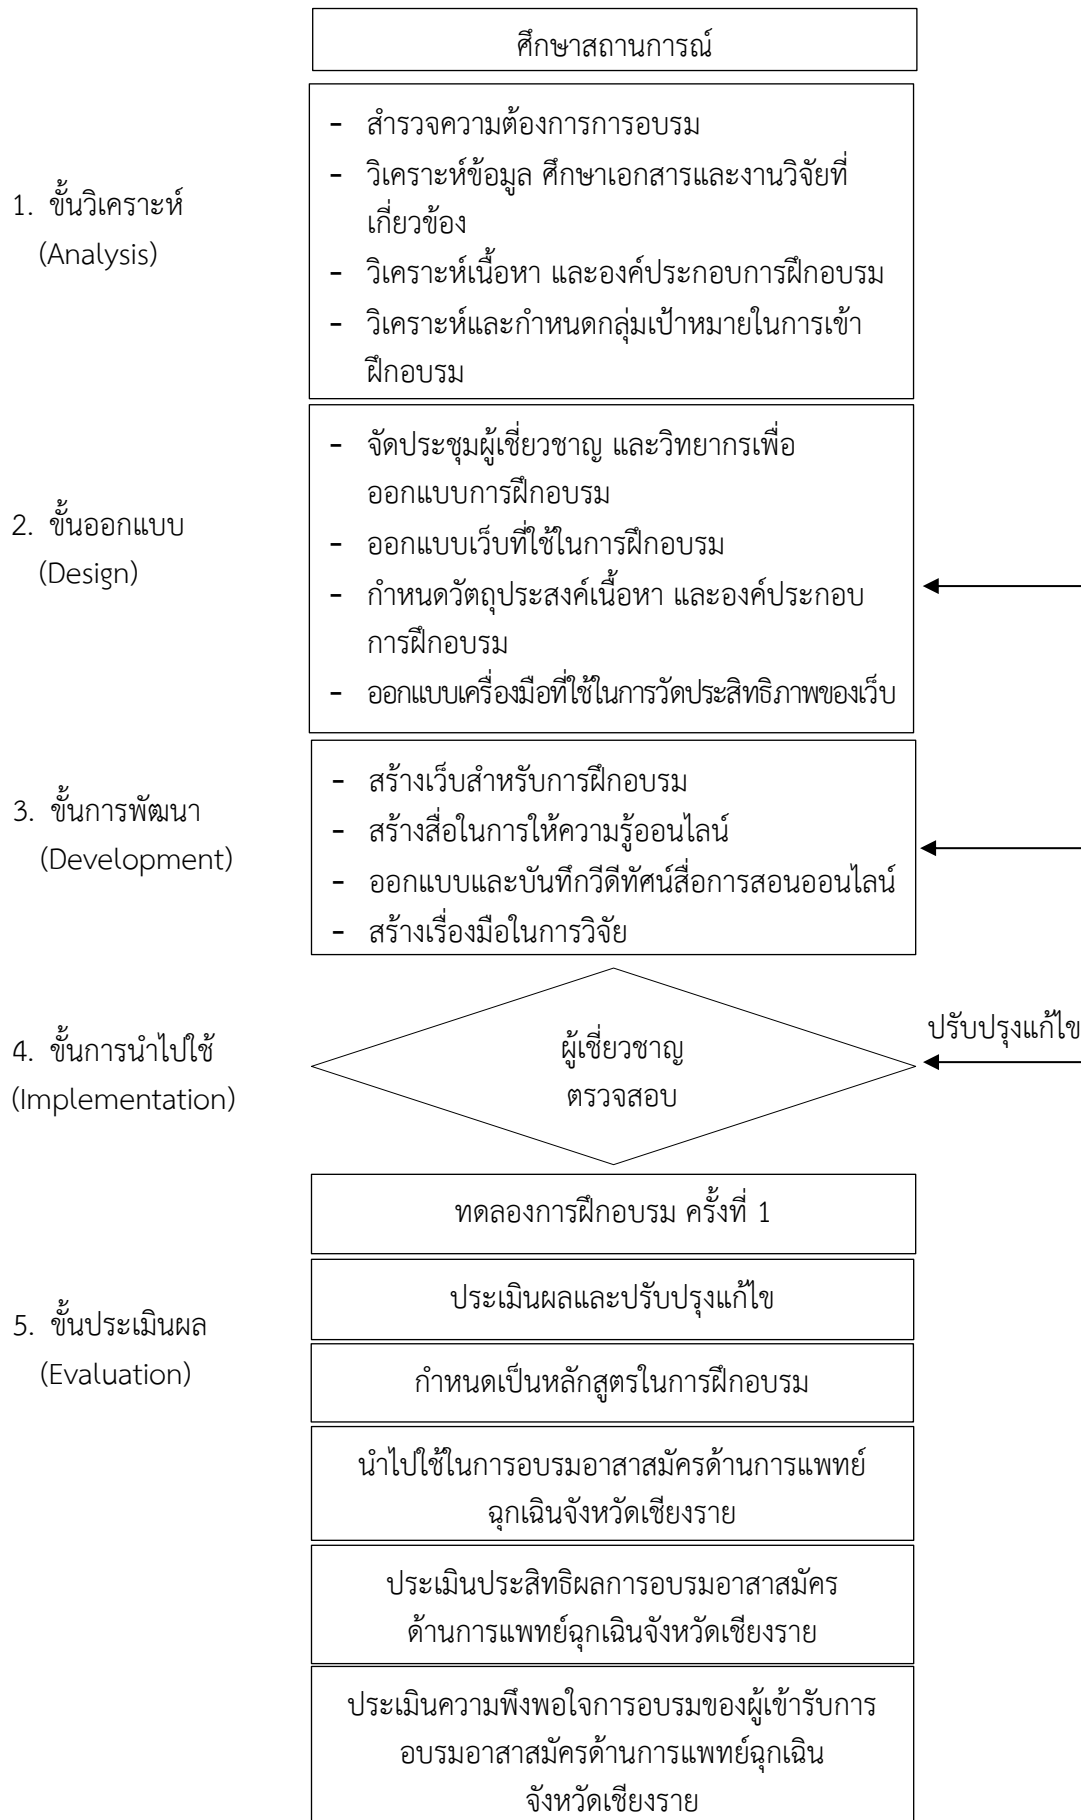 ศึกษาสถานการณ์
1. ขั้นวิเคราะห์
(Analysis)
- สำรวจความต้องการการอบรม
- วิเคราะห์ข้อมูล ศึกษาเอกสารและงานวิจัยที่
เกี่ยวข้อง
- วิเคราะห์เนื้อหา และองค์ประกอบการฝึกอบรม
- วิเคราะห์และกำหนดกลุ่มเป้าหมายในการเข้า
ฝึกอบรม
2. ขั้นออกแบบ
(Design)
- จัดประชุมผู้เชี่ยวชาญ และวิทยากรเพื่อ
ออกแบบการฝึกอบรม
- ออกแบบเว็บที่ใช้ในการฝึกอบรม
- กำหนดวัตถุประสงค์เนื้อหา และองค์ประกอบ
การฝึกอบรม
- ออกแบบเครื่องมือที่ใช้ในการวัดประสิทธิภาพของเว็บ
3. ขั้นการพัฒนา
(Development)
- สร้างเว็บสำหรับการฝึกอบรม
- สร้างสื่อในการให้ความรู้ออนไลน์
- ออกแบบและบันทึกวีดีทัศน์สื่อการสอนออนไลน์
- สร้างเรื่องมือในการวิจัย
4. ขั้นการนำไปใช้
(Implementation)
ผู้เชี่ยวชาญ
ตรวจสอบ
ปรับปรุงแก้ไข
ทดลองการฝึกอบรม ครั้งที่ 1
5. ขั้นประเมินผล
(Evaluation)
ประเมินผลและปรับปรุงแก้ไข
กำหนดเป็นหลักสูตรในการฝึกอบรม
นำไปใช้ในการอบรมอาสาสมัครด้านการแพทย์
ฉุกเฉินจังหวัดเชียงราย
ประเมินประสิทธิผลการอบรมอาสาสมัคร
ด้านการแพทย์ฉุกเฉินจังหวัดเชียงราย
ประเมินความพึงพอใจการอบรมของผู้เข้ารับการ
อบรมอาสาสมัครด้านการแพทย์ฉุกเฉิน
จังหวัดเชียงราย